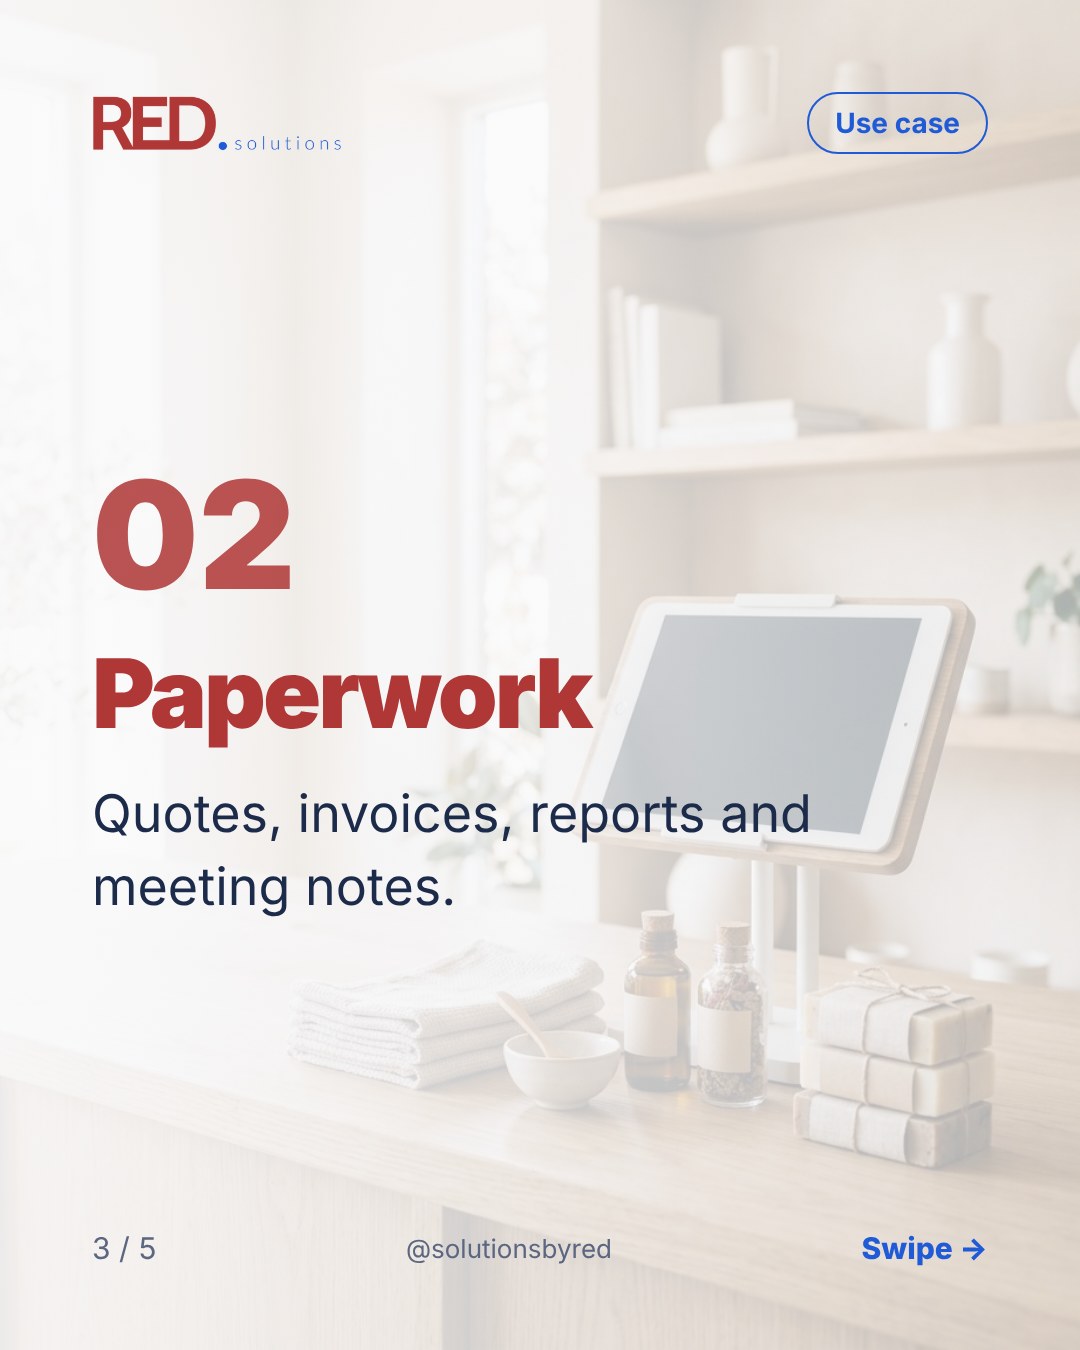 RED.solutions
Use case
02
Paperwork
Quotes, invoices, reports and
meeting notes.
3 / 5
@solutionsbyred
Swipe →